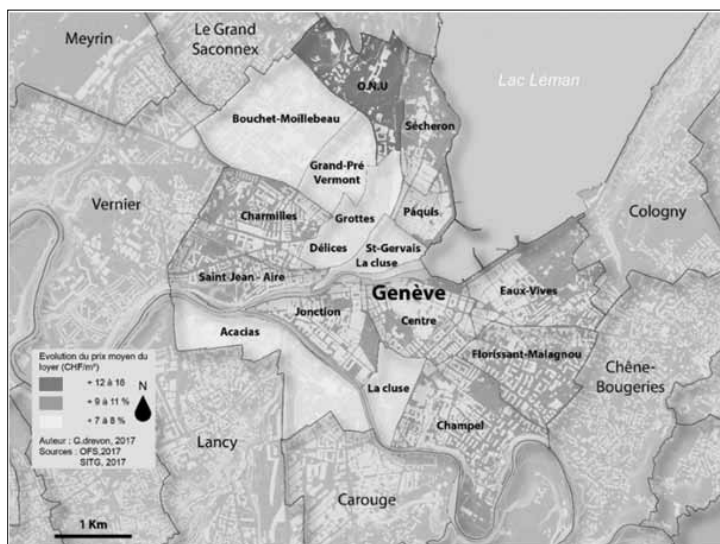 Meyrin
Le Grand
Saconnex
Lac Léman
O.N.U
Sécheron
Bouchet-Moillebeau
Grand-Pré
Vermont
Vernier
Charmilles
Grottes
Pâquis
Cologny
Délices
St-Gervais
La cluse
Saint-Jean - Aire
Genève
Eaux-Vives
Jonction
Centre
Acacias
Florissant-Malagnou
Chêne-
Bougeries
La cluse
Champel
Lancy
Carouge
Evolution du prix moyen du
loyer (CHF/m²)
+ 12 à 16
+ 9 à 11 %
+ 7 à 8 %
N
Auteur : G.drevon, 2017
Sources : OFS,2017
SITG, 2017
1 Km